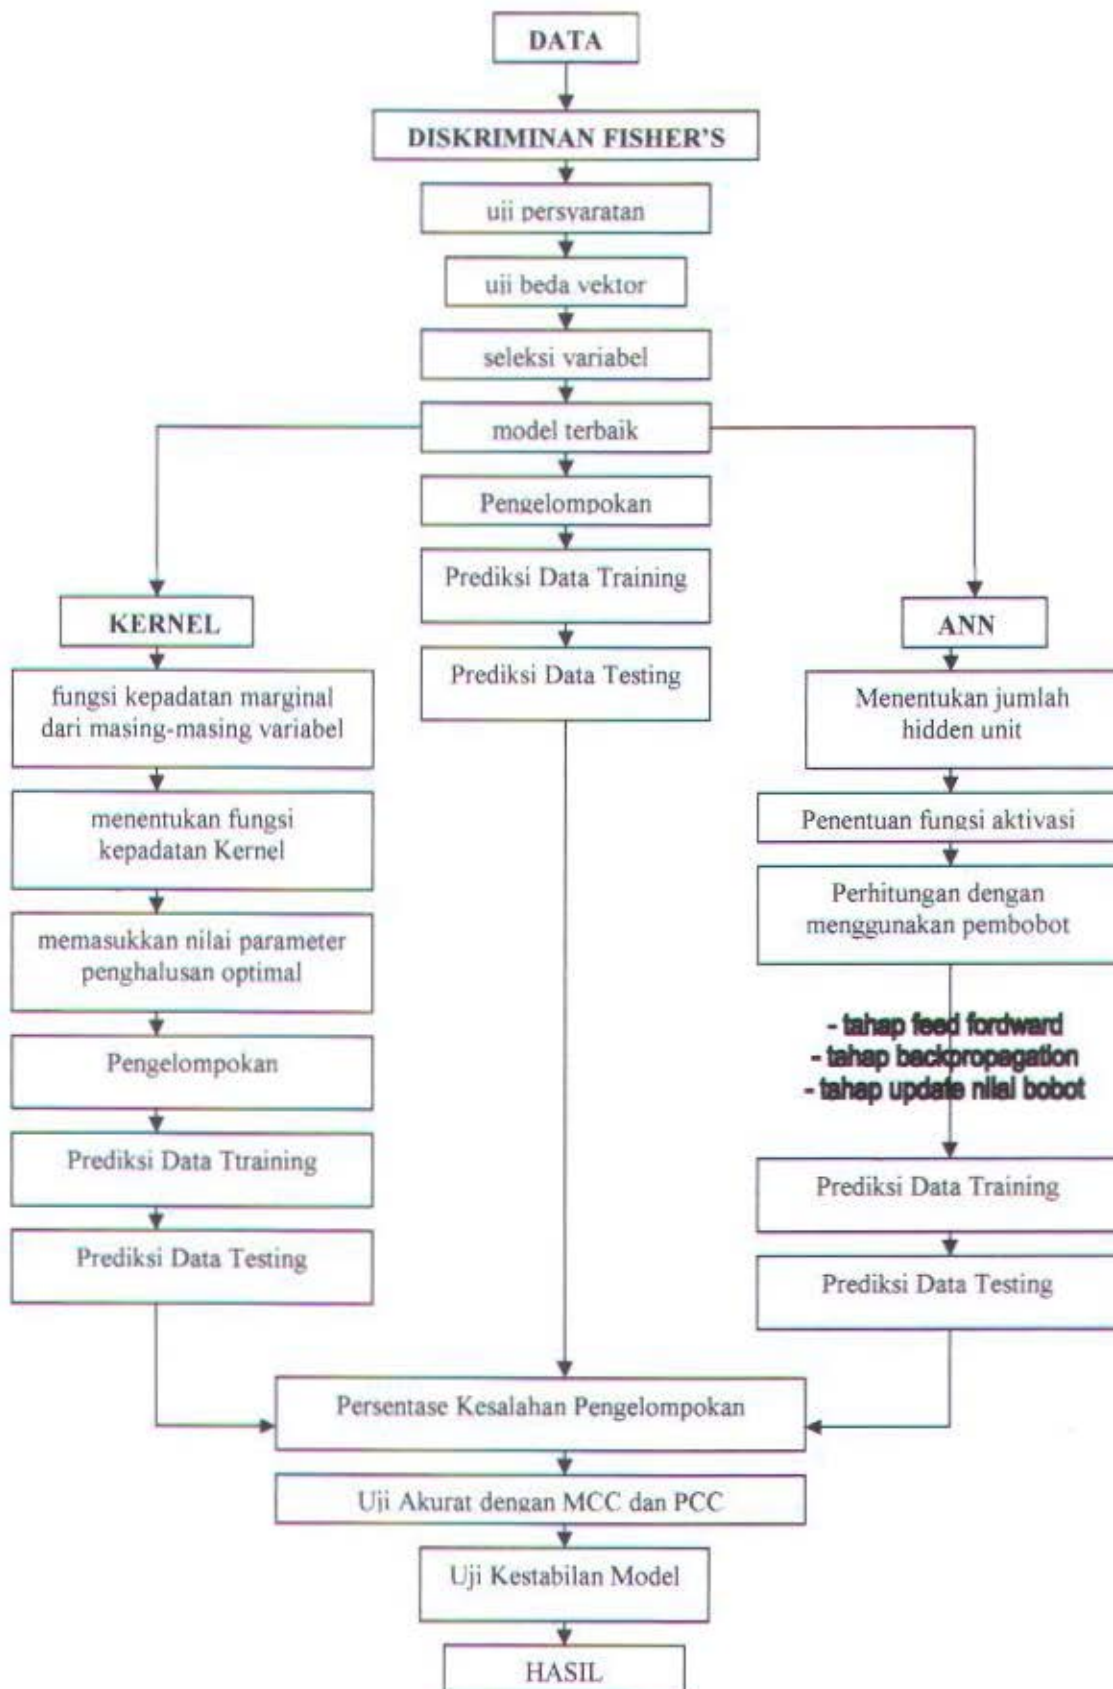 DATA
DISKRIMINAN FISHER'S
uji persyaratan
uji beda vektor
seleksi variabel
model terbaik
Pengelompokan
Prediksi Data Training
Prediksi Data Testing
KERNEL
fungsi kepadatan marginal
dari masing-masing variabel
menentukan fungsi
kepadatan Kernel
memasukkan nilai parameter
penghalusan optimal
Pengelompokan
Prediksi Data Ttraining
Prediksi Data Testing
ANN
Menentukan jumlah
hidden unit
Penentuan fungsi aktivasi
Perhitungan dengan
menggunakan pembobot
- tahap feed fordward
- tahap backpropagation
- tahap update nilai bobot
Prediksi Data Training
Prediksi Data Testing
Persentase Kesalahan Pengelompokan
Uji Akurat dengan MCC dan PCC
Uji Kestabilan Model
HASIL